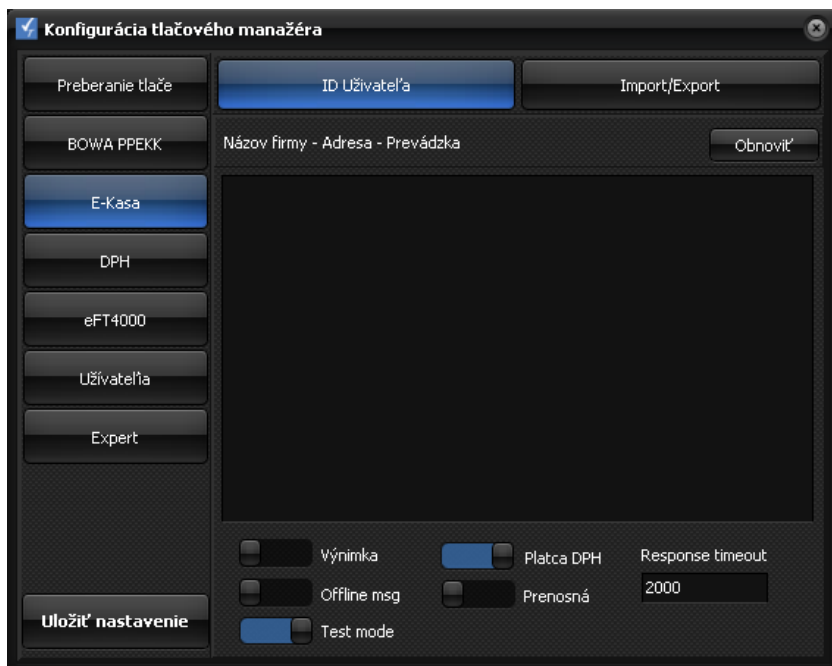 Konfigurácia tlačového manažéra
Preberanie tlače
ID Uživateľa
Import/Export
BOWA PPEKK
Názov firmy - Adresa - Prevádzka
Obnoviť
E-Kasa
DPH
eFT4000
Užívateľia
Expert
Výnimka
Platca DPH
Response timeout
Offline msg
Prenosná
2000
Uložiť nastavenie
Test mode